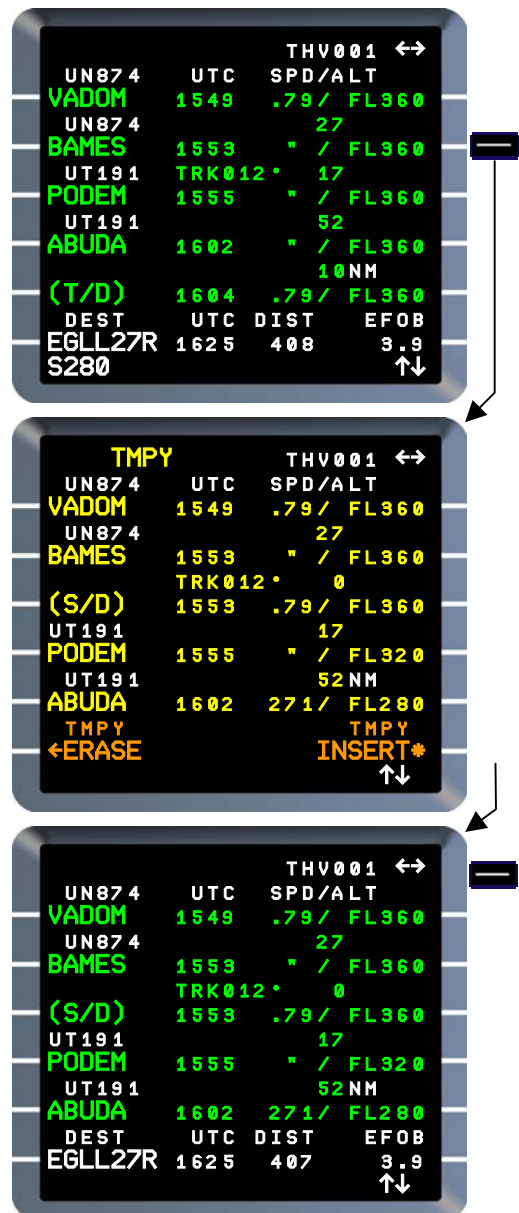 THV001 ←→
UN874 UTC SPD/ALT
VADOM 1549 .79/ FL360
UN874 27
BAMES 1553 " / FL360
UT191 TRK012° 17
PODEM 1555 " / FL360
UT191 52
ABUDA 1602 " / FL360
10NM
(T/D) 1604 .79/ FL360
DEST UTC DIST EFOB
EGLL27R 1625 408 3.9
S280 ↑↓
TMPY THV001 ←→
UN874 UTC SPD/ALT
VADOM 1549 .79/ FL360
UN874 27
BAMES 1553 " / FL360
TRK012° 0
(S/D) 1553 .79/ FL360
UT191 17
PODEM 1555 " / FL320
UT191 52NM
ABUDA 1602 271/ FL280
TMPY TMPY
←ERASE INSERT*
↑↓
THV001 ←→
UN874 UTC SPD/ALT
VADOM 1549 .79/ FL360
UN874 27
BAMES 1553 " / FL360
TRK012° 0
(S/D) 1553 .79/ FL360
UT191 17
PODEM 1555 " / FL320
UT191 52NM
ABUDA 1602 271/ FL280
DEST UTC DIST EFOB
EGLL27R 1625 407 3.9
↑↓